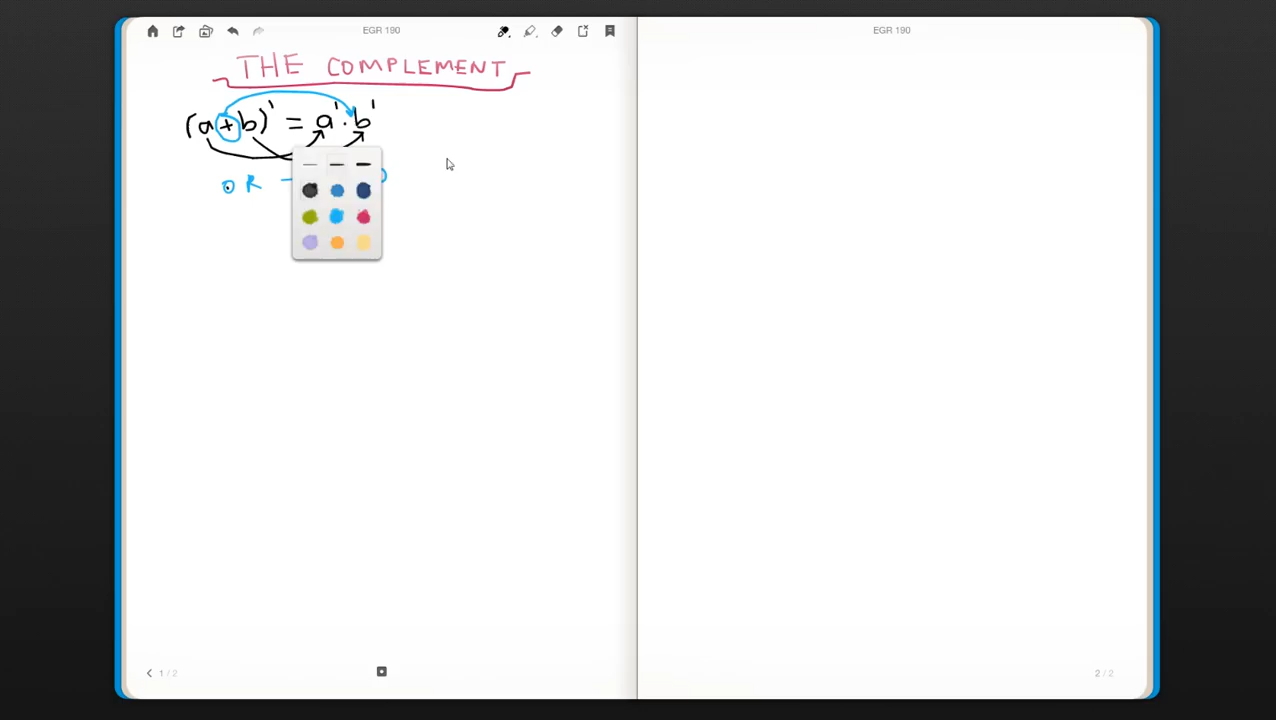 EGR 190
EGR 190
THE COMPLEMENT
(a+b)' = a'·b'
OR
1 / 2
2 / 2